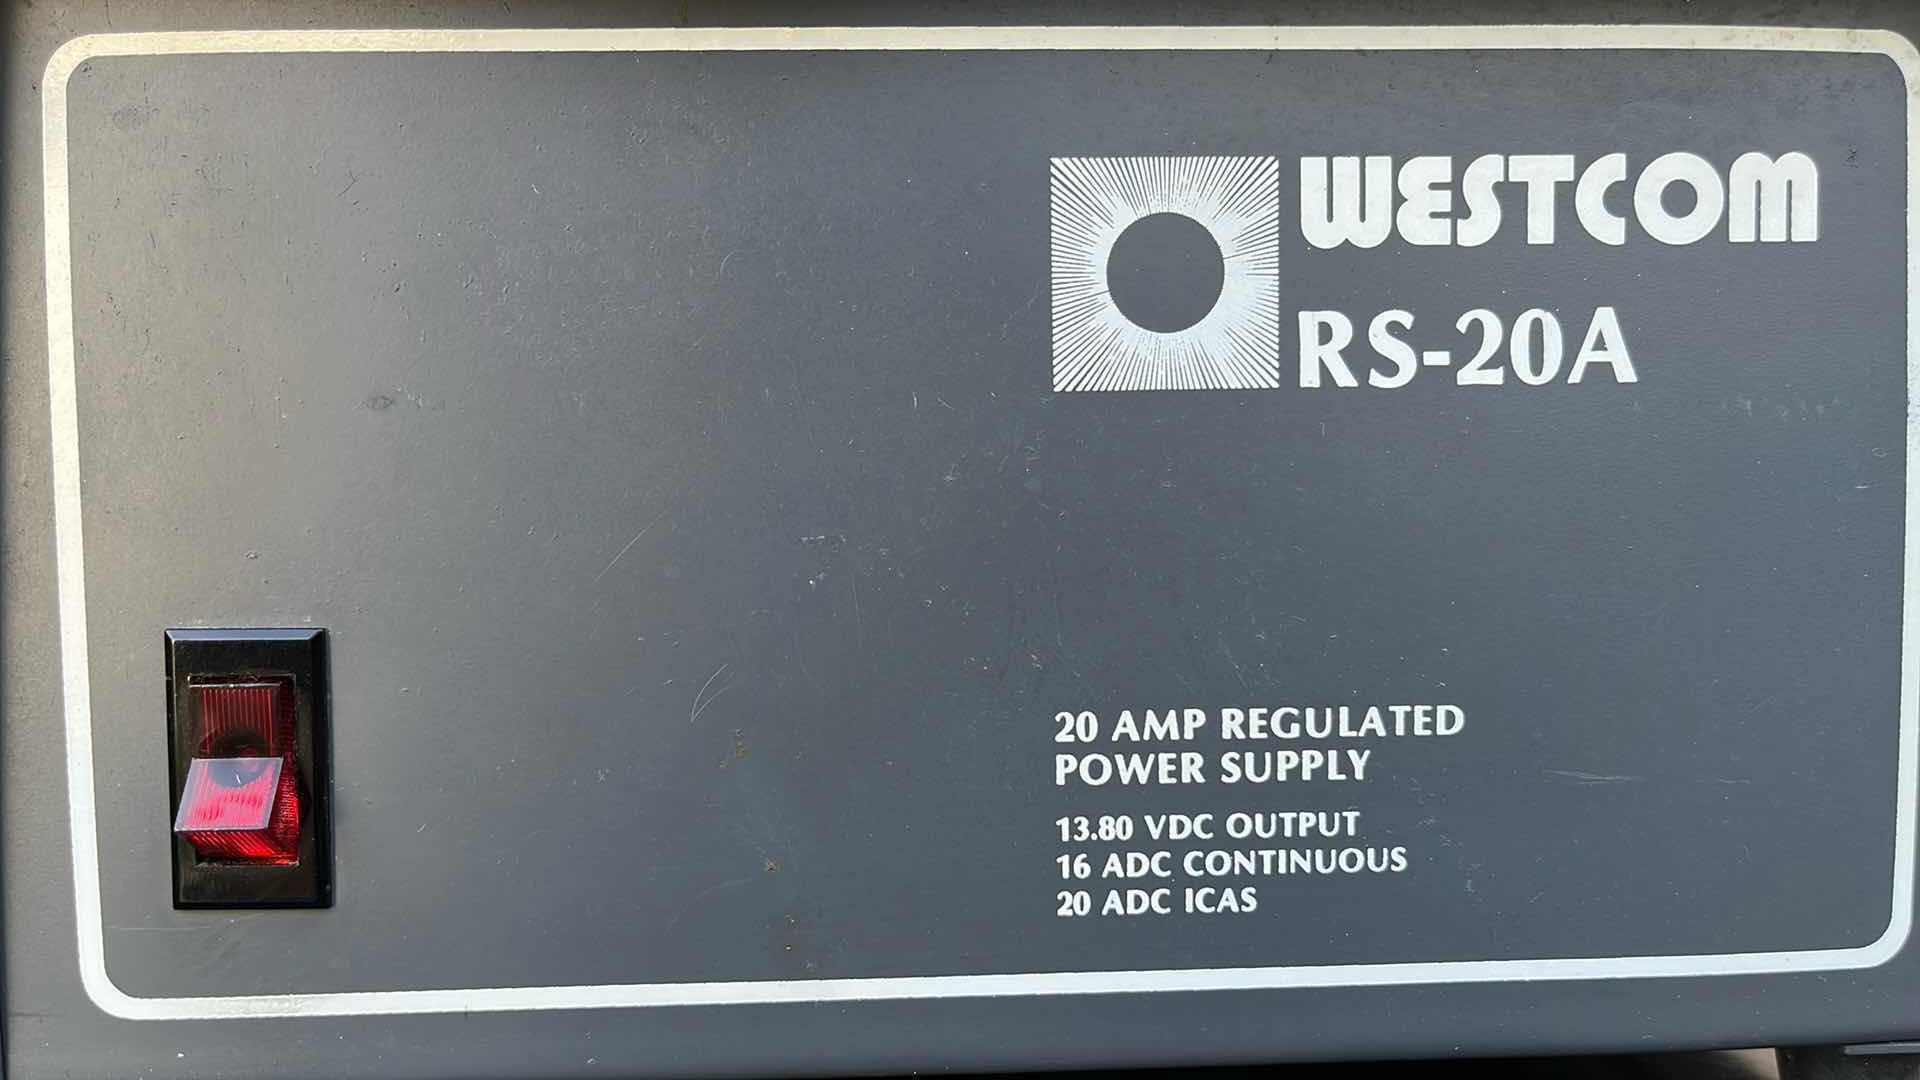 WESTCOM
RS-20A
20 AMP REGULATED
POWER SUPPLY
13.80 VDC OUTPUT
16 ADC CONTINUOUS
20 ADC ICAS